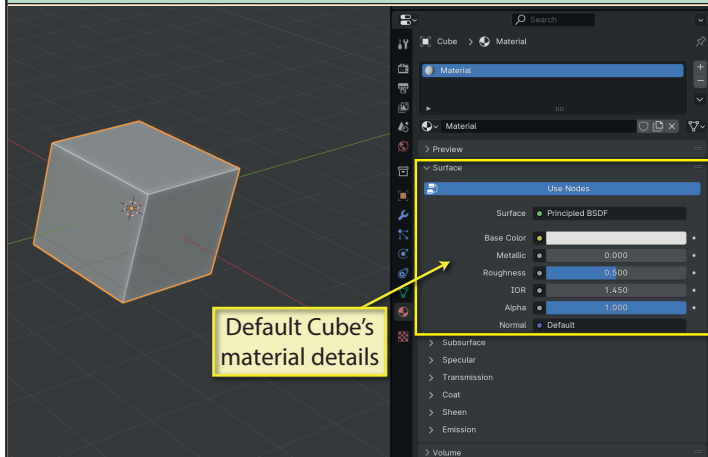 Search
Cube > Material
Material
Material
> Preview
Surface
Use Nodes
Surface Principled BSDF
Base Color
Metallic 0.000
Roughness 0.500
IOR 1.450
Alpha 1.000
Normal Default
> Subsurface
> Specular
> Transmission
> Coat
> Sheen
> Emission
> Volume
Default Cube’s
material details